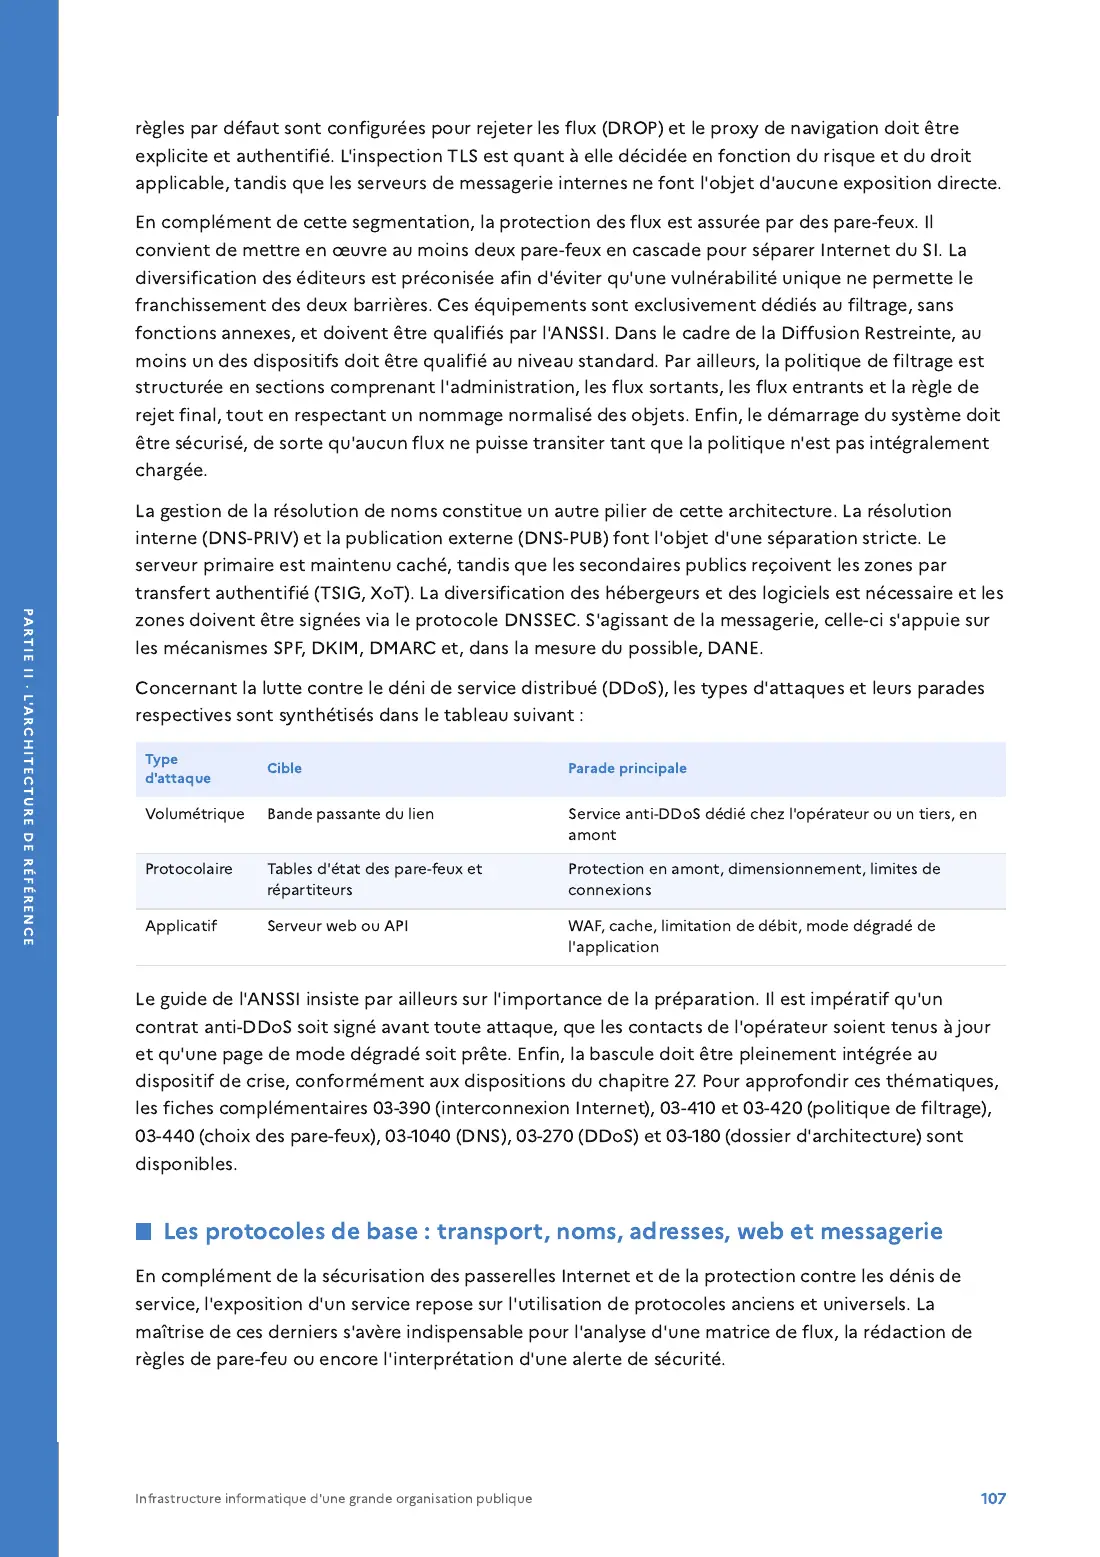 règles par défaut sont configurées pour rejeter les flux (DROP) et le proxy de navigation doit être
explicite et authentifié. L'inspection TLS est quant à elle décidée en fonction du risque et du droit
applicable, tandis que les serveurs de messagerie internes ne font l'objet d'aucune exposition directe.
En complément de cette segmentation, la protection des flux est assurée par des pare-feux. Il
convient de mettre en œuvre au moins deux pare-feux en cascade pour séparer Internet du SI. La
diversification des éditeurs est préconisée afin d'éviter qu'une vulnérabilité unique ne permette le
franchissement des deux barrières. Ces équipements sont exclusivement dédiés au filtrage, sans
fonctions annexes, et doivent être qualifiés par l'ANSSI. Dans le cadre de la Diffusion Restreinte, au
moins un des dispositifs doit être qualifié au niveau standard. Par ailleurs, la politique de filtrage est
structurée en sections comprenant l'administration, les flux sortants, les flux entrants et la règle de
rejet final, tout en respectant un nommage normalisé des objets. Enfin, le démarrage du système doit
être sécurisé, de sorte qu'aucun flux ne puisse transiter tant que la politique n'est pas intégralement
chargée.
La gestion de la résolution de noms constitue un autre pilier de cette architecture. La résolution
interne (DNS-PRIV) et la publication externe (DNS-PUB) font l'objet d'une séparation stricte. Le
serveur primaire est maintenu caché, tandis que les secondaires publics reçoivent les zones par
transfert authentifié (TSIG, XoT). La diversification des hébergeurs et des logiciels est nécessaire et les
zones doivent être signées via le protocole DNSSEC. S'agissant de la messagerie, celle-ci s'appuie sur
les mécanismes SPF, DKIM, DMARC et, dans la mesure du possible, DANE.
Concernant la lutte contre le déni de service distribué (DDoS), les types d'attaques et leurs parades
respectives sont synthétisés dans le tableau suivant :
Type
d'attaque
Cible
Parade principale
Volumétrique
Bande passante du lien
Service anti-DDoS dédié chez l'opérateur ou un tiers, en
amont
Protocolaire
Tables d'état des pare-feux et
répartiteurs
Protection en amont, dimensionnement, limites de
connexions
Applicatif
Serveur web ou API
WAF, cache, limitation de débit, mode dégradé de
l'application
Le guide de l'ANSSI insiste par ailleurs sur l'importance de la préparation. Il est impératif qu'un
contrat anti-DDoS soit signé avant toute attaque, que les contacts de l'opérateur soient tenus à jour
et qu'une page de mode dégradé soit prête. Enfin, la bascule doit être pleinement intégrée au
dispositif de crise, conformément aux dispositions du chapitre 27. Pour approfondir ces thématiques,
les fiches complémentaires 03-390 (interconnexion Internet), 03-410 et 03-420 (politique de filtrage),
03-440 (choix des pare-feux), 03-1040 (DNS), 03-270 (DDoS) et 03-180 (dossier d'architecture) sont
disponibles.
Les protocoles de base : transport, noms, adresses, web et messagerie
En complément de la sécurisation des passerelles Internet et de la protection contre les dénis de
service, l'exposition d'un service repose sur l'utilisation de protocoles anciens et universels. La
maîtrise de ces derniers s'avère indispensable pour l'analyse d'une matrice de flux, la rédaction de
règles de pare-feu ou encore l'interprétation d'une alerte de sécurité.
PARTIE II · L'ARCHITECTURE DE RÉFÉRENCE
Infrastructure informatique d'une grande organisation publique
107